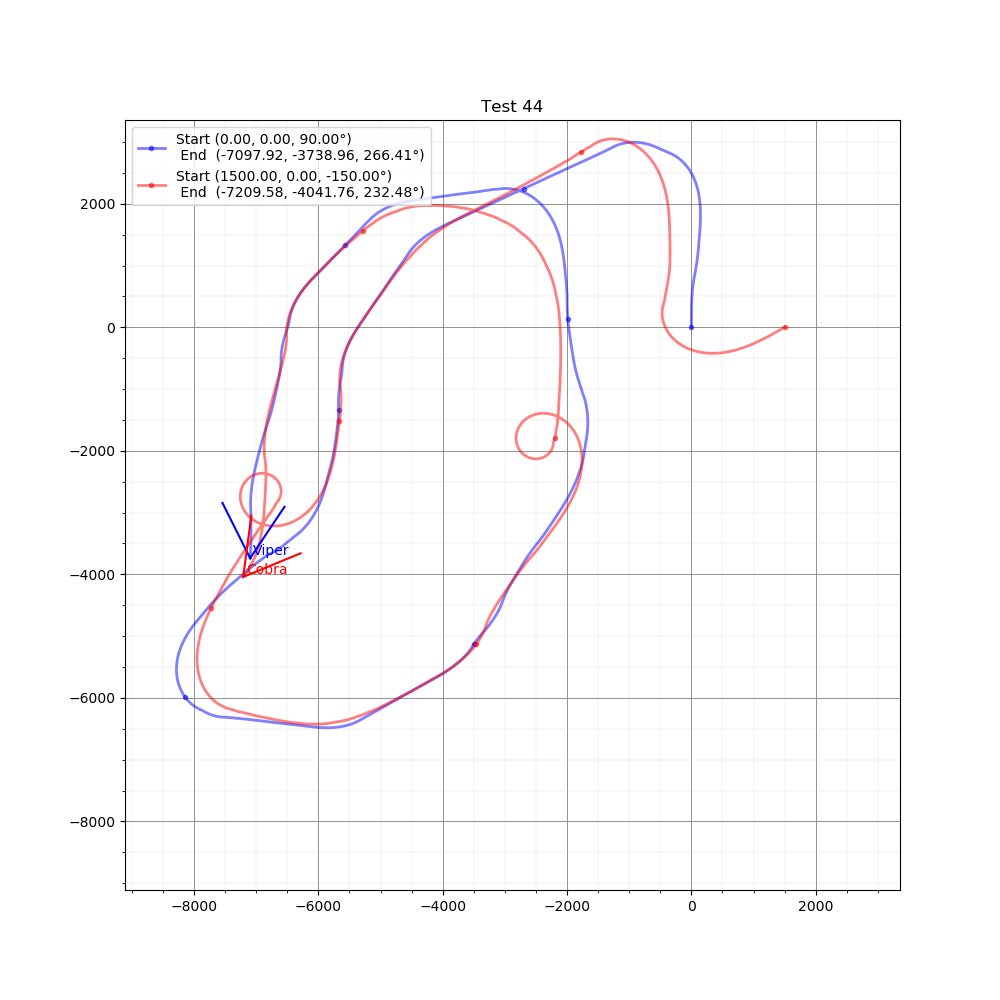 Test 44
Start (0.00, 0.00, 90.00°)
End (-7097.92, -3738.96, 266.41°)
Start (1500.00, 0.00, -150.00°)
End (-7209.58, -4041.76, 232.48°)
2000
0
−2000
−4000
−6000
−8000
Viper
Cobra
−8000 −6000 −4000 −2000 0 2000